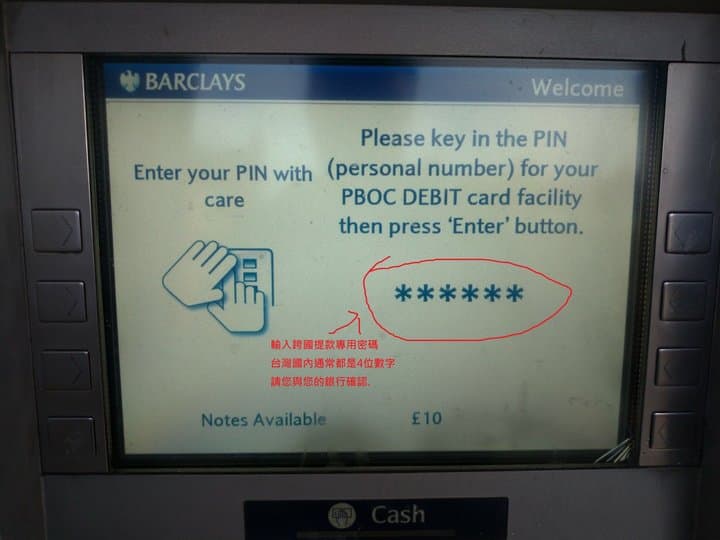 BARCLAYS
Welcome
Enter your PIN with
care
Please key in the PIN
(personal number) for your
PBOC DEBIT card facility
then press ‘Enter’ button.
******
輸入跨國提款專用密碼
台灣國內通常都是4位數字
請您與您的銀行確認.
Notes Available £10
Cash